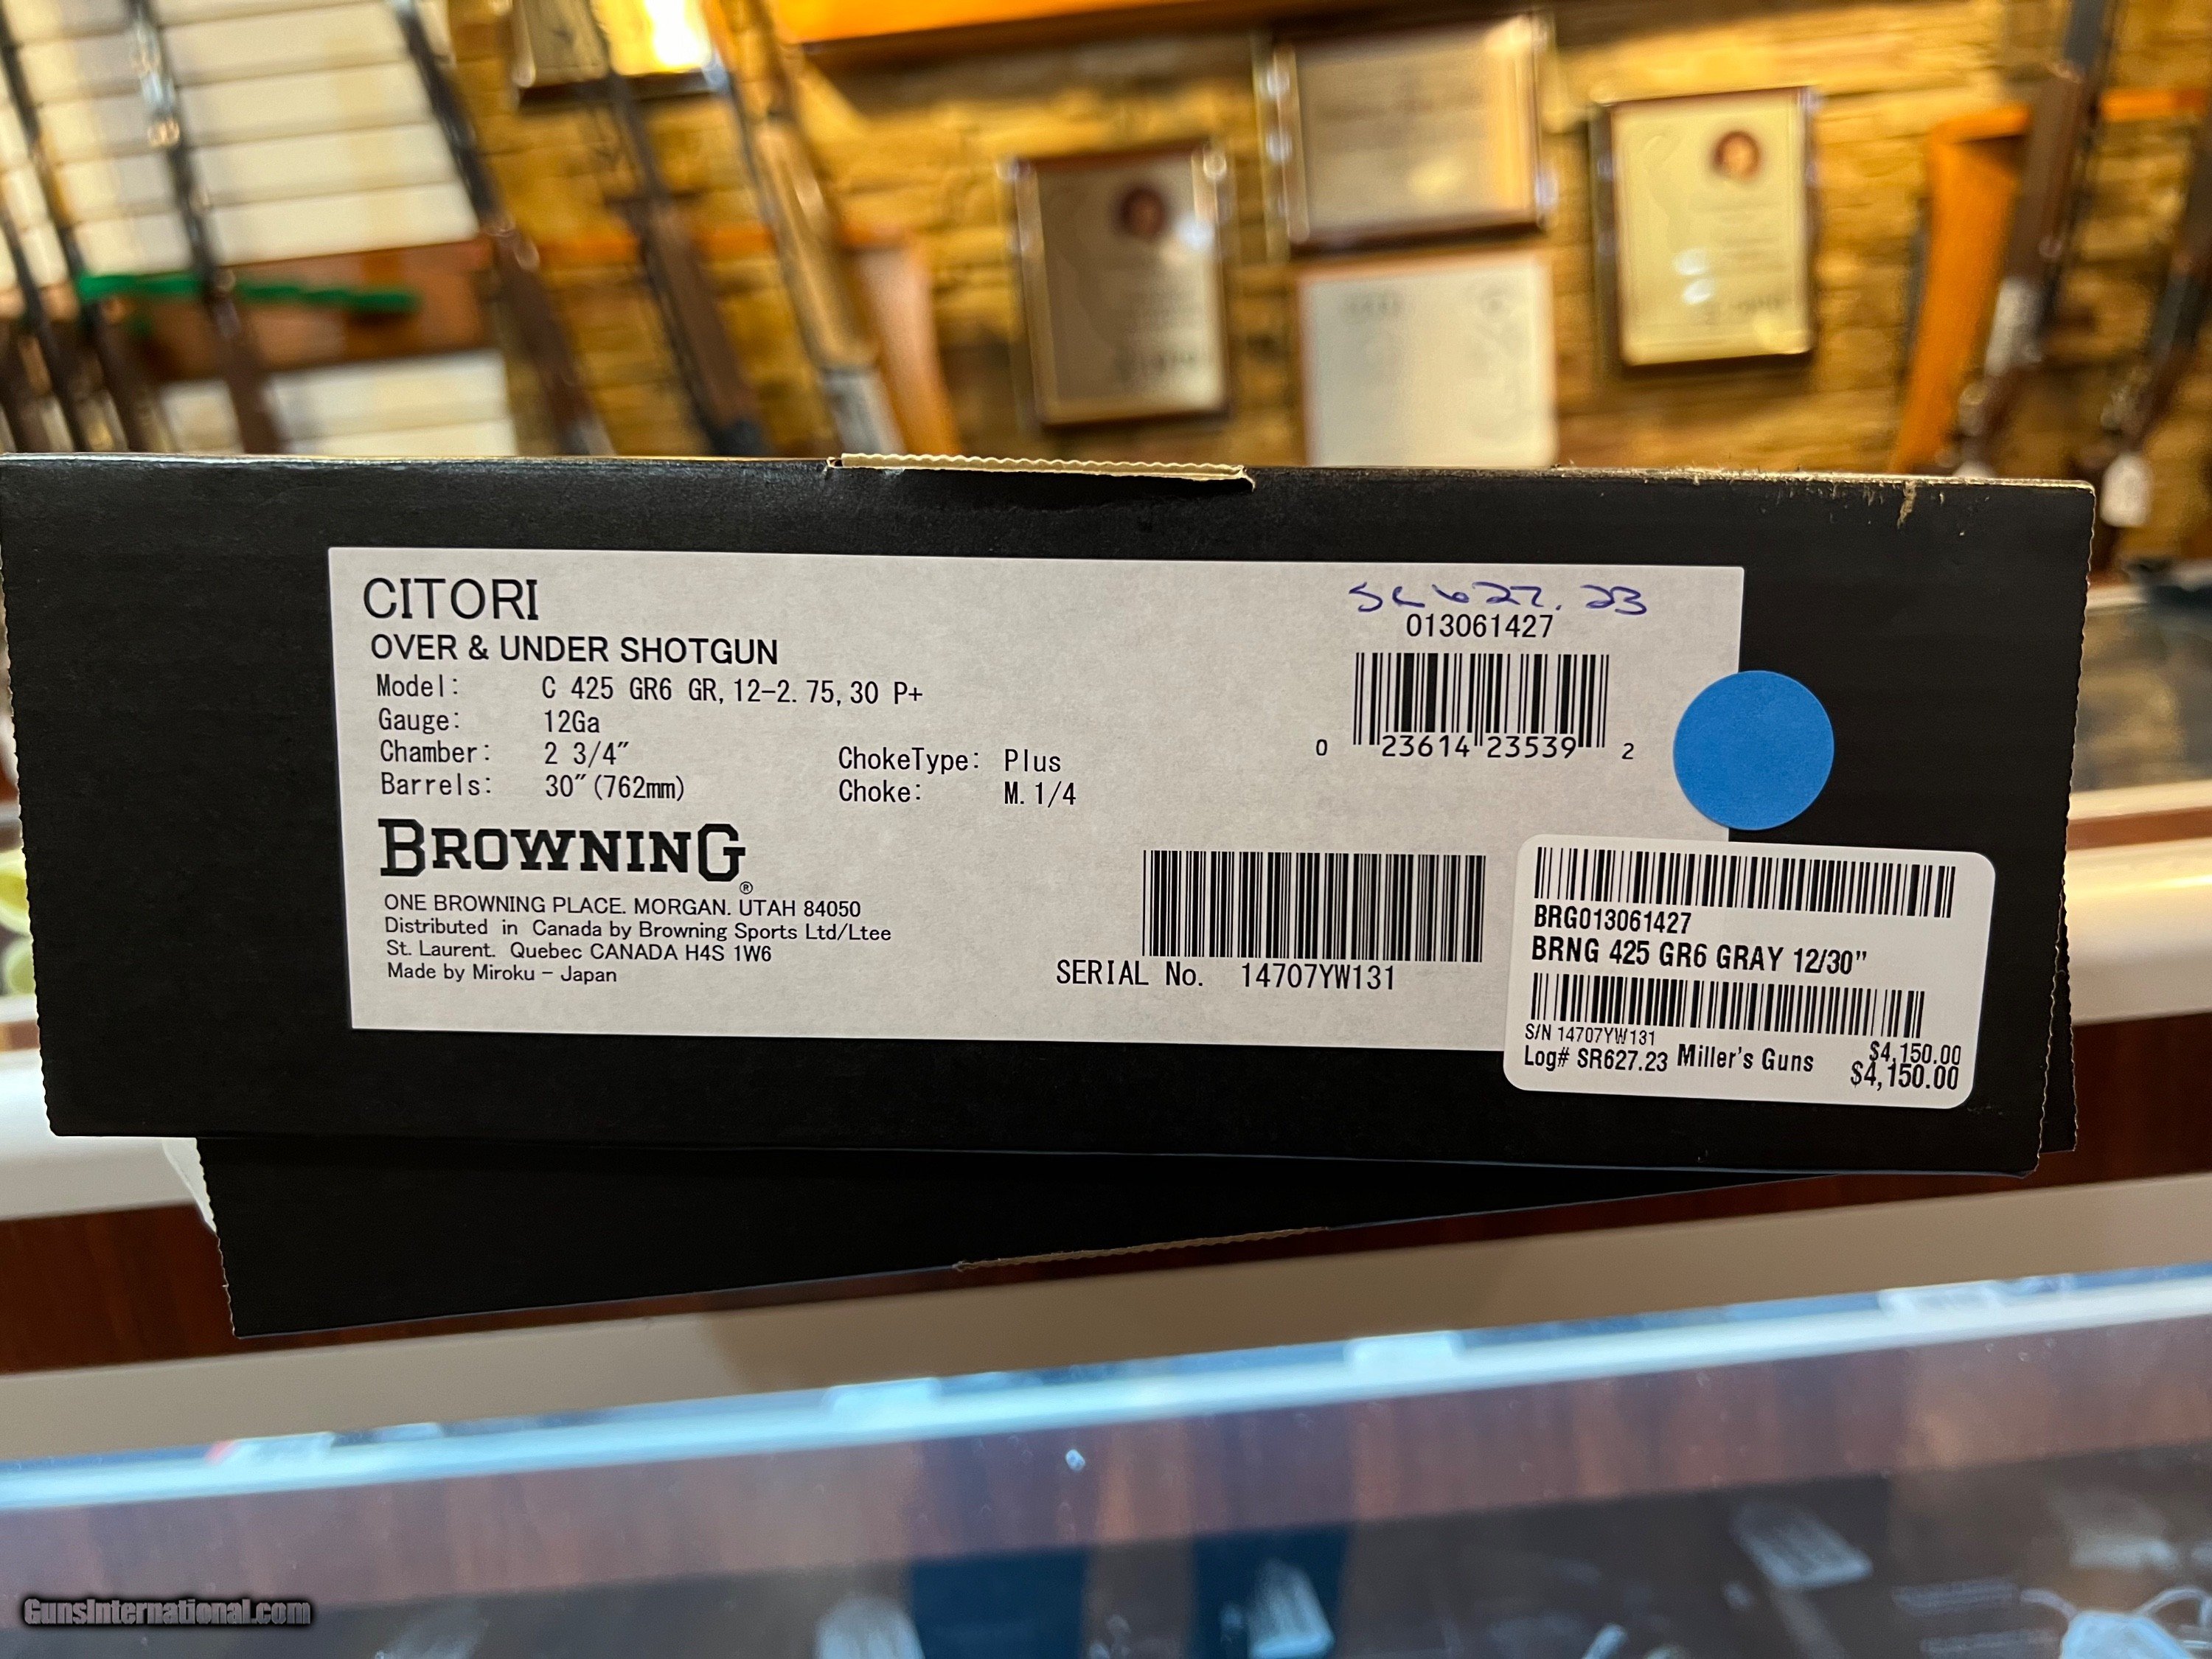 CITORI
OVER & UNDER SHOTGUN
Model: C 425 GR6 GR, 12-2.75, 30 P+
Gauge: 12Ga
Chamber: 2 3/4"
Barrels: 30"(762mm)
ChokeType: Plus
Choke: M.1/4
BROWNING®
ONE BROWNING PLACE. MORGAN. UTAH 84050
Distributed in Canada by Browning Sports Ltd/Ltee
St. Laurent. Quebec CANADA H4S 1W6
Made by Miroku - Japan
627.23
013061427
0 23614 23539 2
SERIAL No. 14707YW131
BRG013061427
BRNG 425 GR6 GRAY 12/30"
S/N 14707YW131
Log# SR627.23 Miller's Guns
$4,150.00
$4,150.00
GunsInternational.com